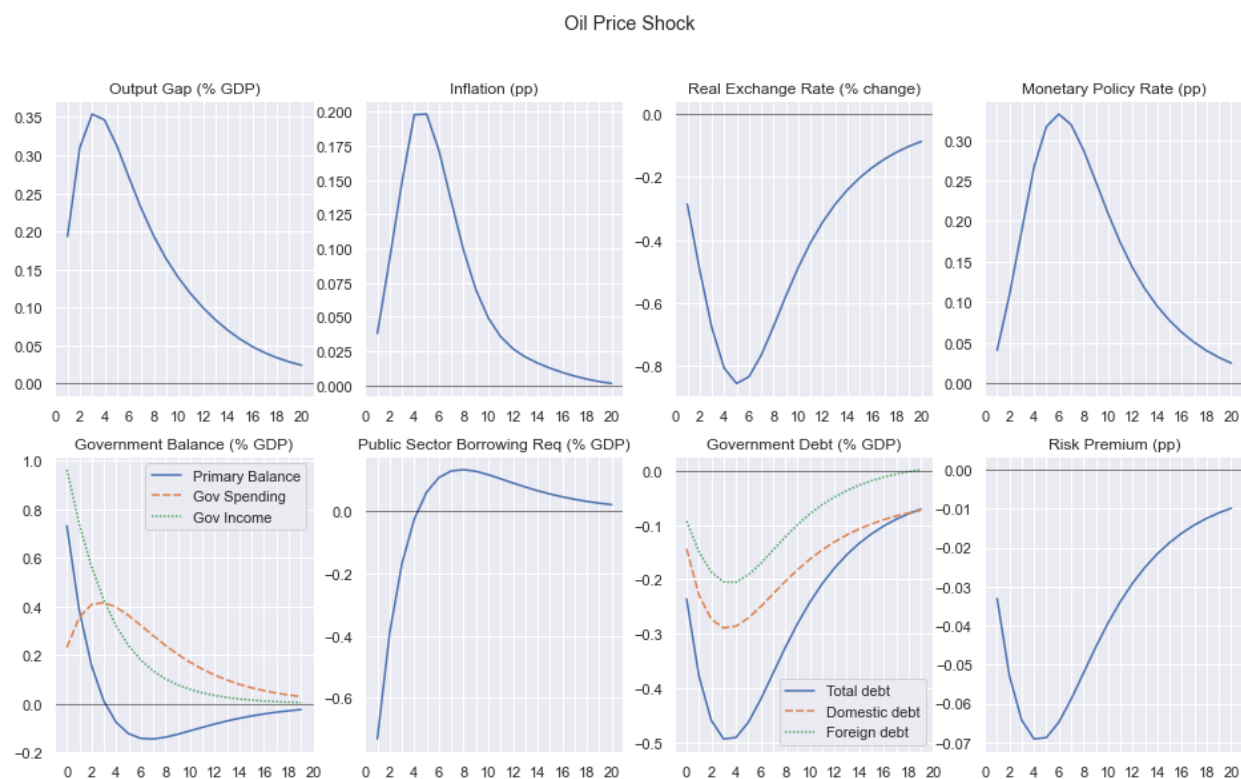 Oil Price Shock
Output Gap (% GDP)
0.35
0.30
0.25
0.20
0.15
0.10
0.05
0.00
0 2 4 6 8 10 12 14 16 18 20
Inflation (pp)
0.200
0.175
0.150
0.125
0.100
0.075
0.050
0.025
0.000
0 2 4 6 8 10 12 14 16 18 20
Real Exchange Rate (% change)
0.0
−0.2
−0.4
−0.6
−0.8
0 2 4 6 8 10 12 14 16 18 20
Monetary Policy Rate (pp)
0.30
0.25
0.20
0.15
0.10
0.05
0.00
0 2 4 6 8 10 12 14 16 18 20
Government Balance (% GDP)
1.0
0.8
0.6
0.4
0.2
0.0
−0.2
Primary Balance
Gov Spending
Gov Income
0 2 4 6 8 10 12 14 16 18 20
Public Sector Borrowing Req (% GDP)
0.0
−0.2
−0.4
−0.6
0 2 4 6 8 10 12 14 16 18 20
Government Debt (% GDP)
0.0
−0.1
−0.2
−0.3
−0.4
−0.5
Total debt
Domestic debt
Foreign debt
0 2 4 6 8 10 12 14 16 18 20
Risk Premium (pp)
0.00
−0.01
−0.02
−0.03
−0.04
−0.05
−0.06
−0.07
0 2 4 6 8 10 12 14 16 18 20